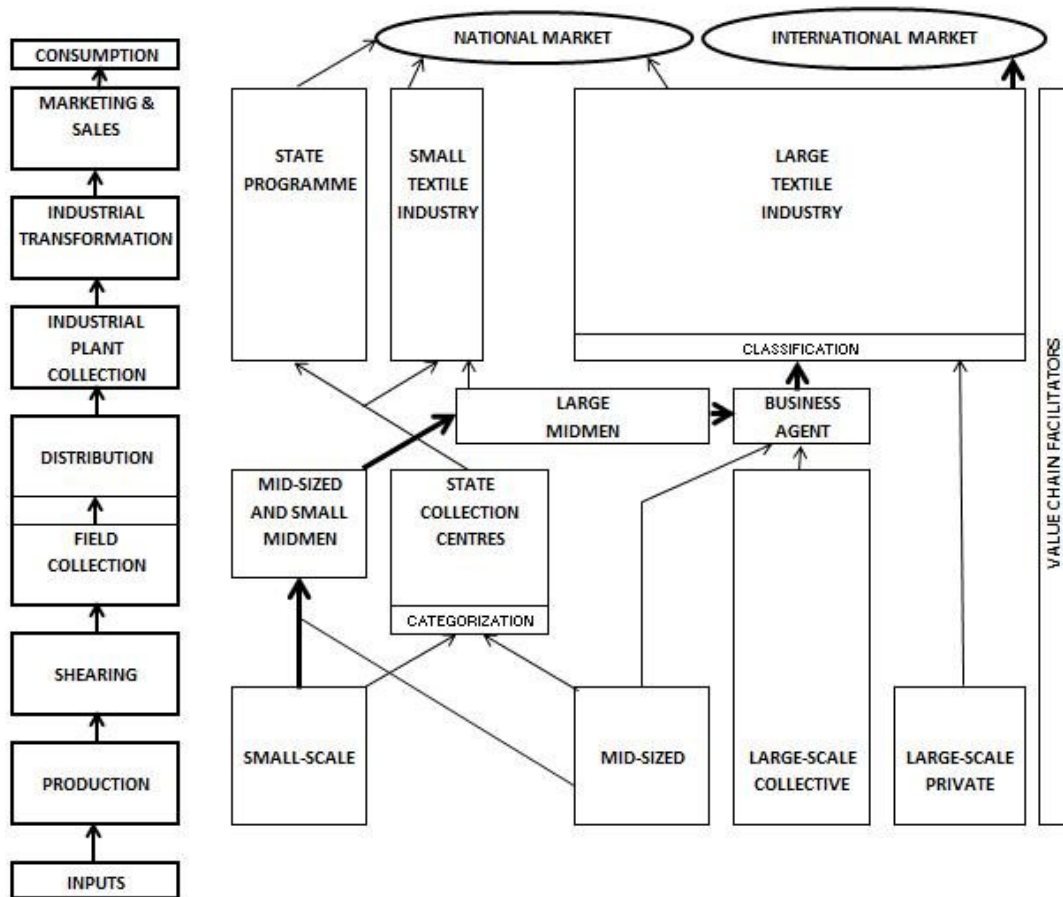 CONSUMPTION
MARKETING &
SALES
INDUSTRIAL
TRANSFORMATION
INDUSTRIAL
PLANT
COLLECTION
DISTRIBUTION
FIELD
COLLECTION
SHEARING
PRODUCTION
INPUTS
NATIONAL MARKET
INTERNATIONAL MARKET
STATE
PROGRAMME
SMALL
TEXTILE
INDUSTRY
LARGE
TEXTILE
INDUSTRY
CLASSIFICATION
LARGE
MIDMEN
BUSINESS
AGENT
MID-SIZED
AND SMALL
MIDMEN
STATE
COLLECTION
CENTRES
CATEGORIZATION
SMALL-SCALE
MID-SIZED
LARGE-SCALE
COLLECTIVE
LARGE-SCALE
PRIVATE
VALUE CHAIN FACILITATORS